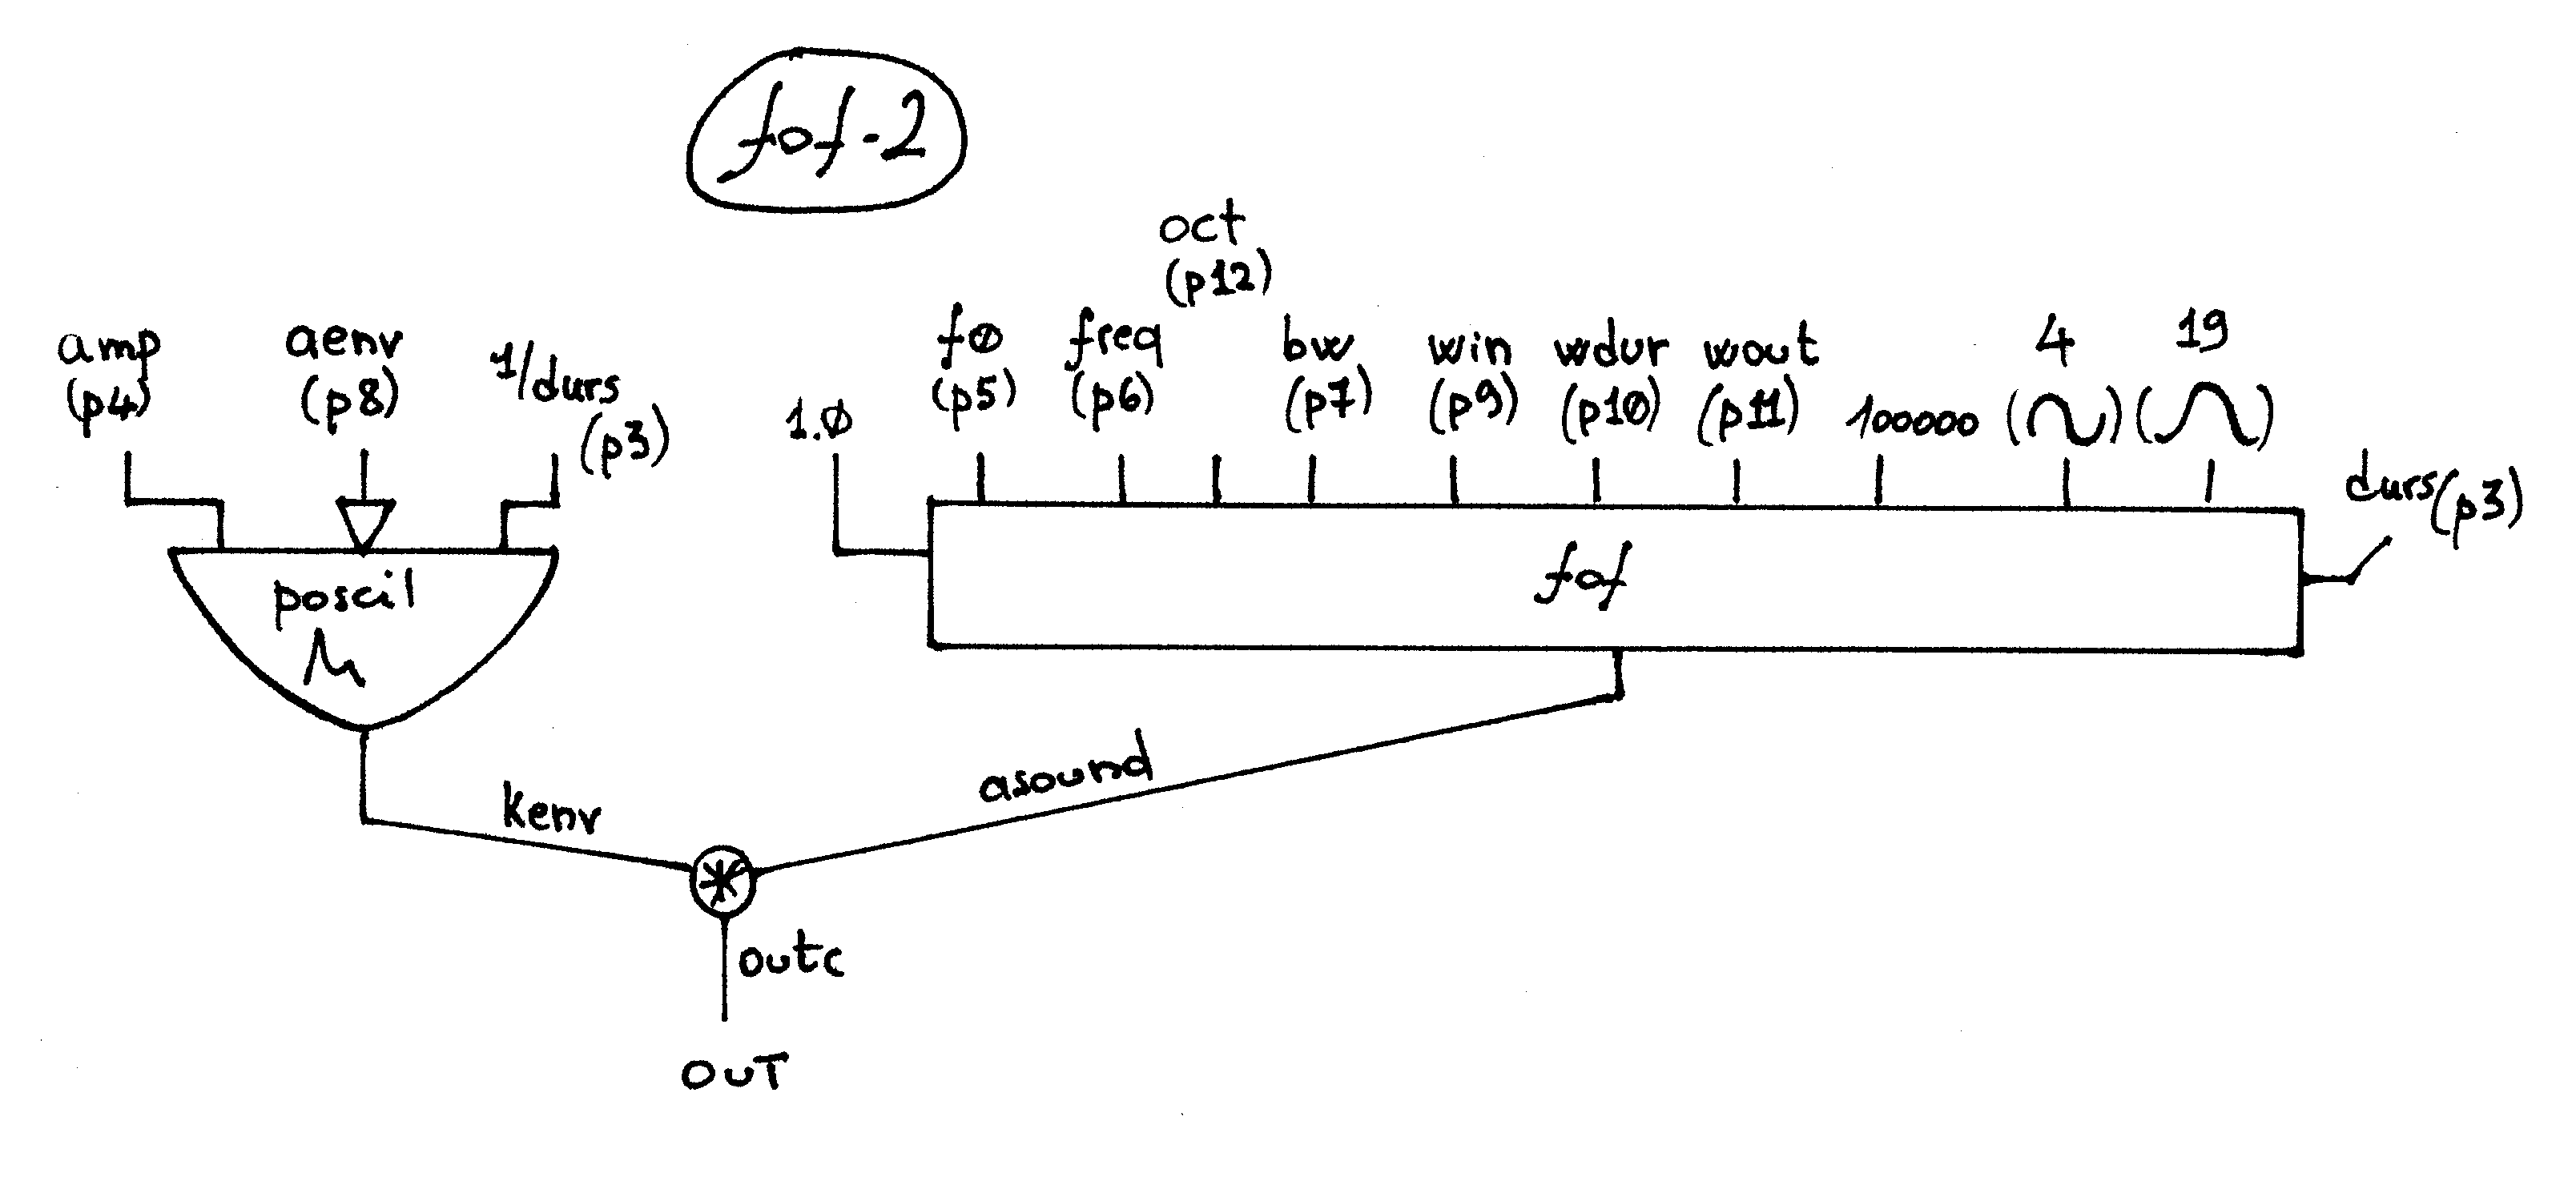 fof-2
amp
(p4)
aenv
(p8)
1/durs
(p3)
1.0
f0
(p5)
freq
(p6)
oct
(p12)
bw
(p7)
win
(p9)
wdur
(p10)
wout
(p11)
100000
4
( )
19
( )
durs(p3)
poscil
fof
kenv
asound
*
outc
OUT